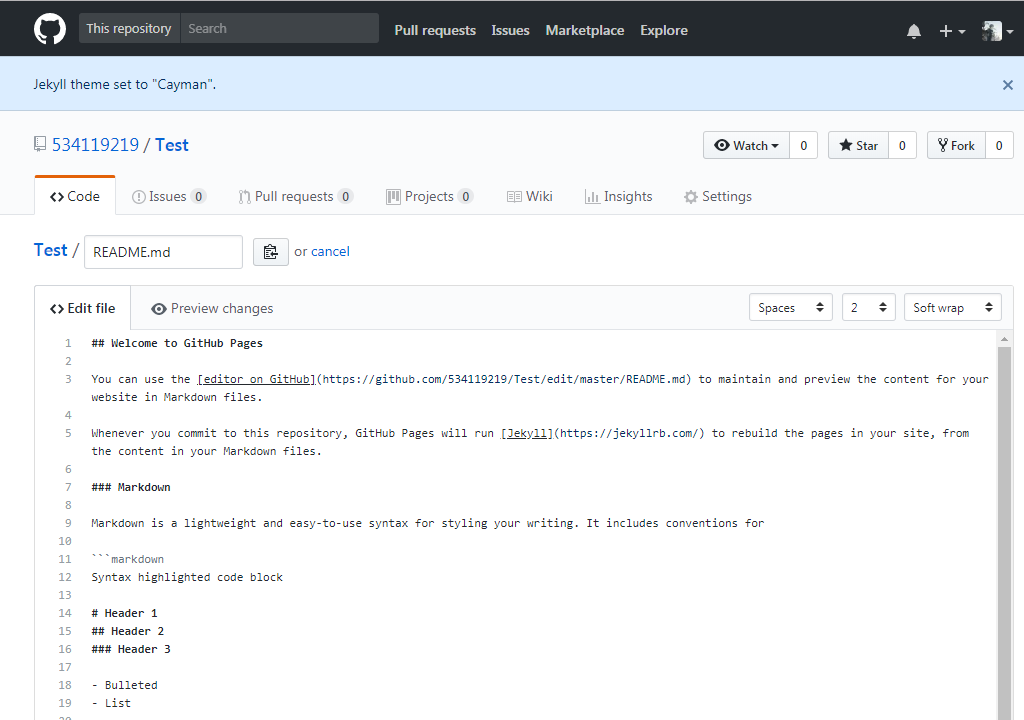 This repository Search Pull requests Issues Marketplace Explore
Jekyll theme set to "Cayman".
534119219 / Test Watch 0 Star 0 Fork 0
Code Issues 0 Pull requests 0 Projects 0 Wiki Insights Settings
Test / README.md or cancel
Edit file Preview changes Spaces 2 Soft wrap
1 ## Welcome to GitHub Pages
2
3 You can use the [editor on GitHub](https://github.com/534119219/Test/edit/master/README.md) to maintain and preview the content for your
website in Markdown files.
4
5 Whenever you commit to this repository, GitHub Pages will run [Jekyll](https://jekyllrb.com/) to rebuild the pages in your site, from
the content in your Markdown files.
6
7 ### Markdown
8
9 Markdown is a lightweight and easy-to-use syntax for styling your writing. It includes conventions for
10
11 ```markdown
12 Syntax highlighted code block
13
14 # Header 1
15 ## Header 2
16 ### Header 3
17
18 - Bulleted
19 - List